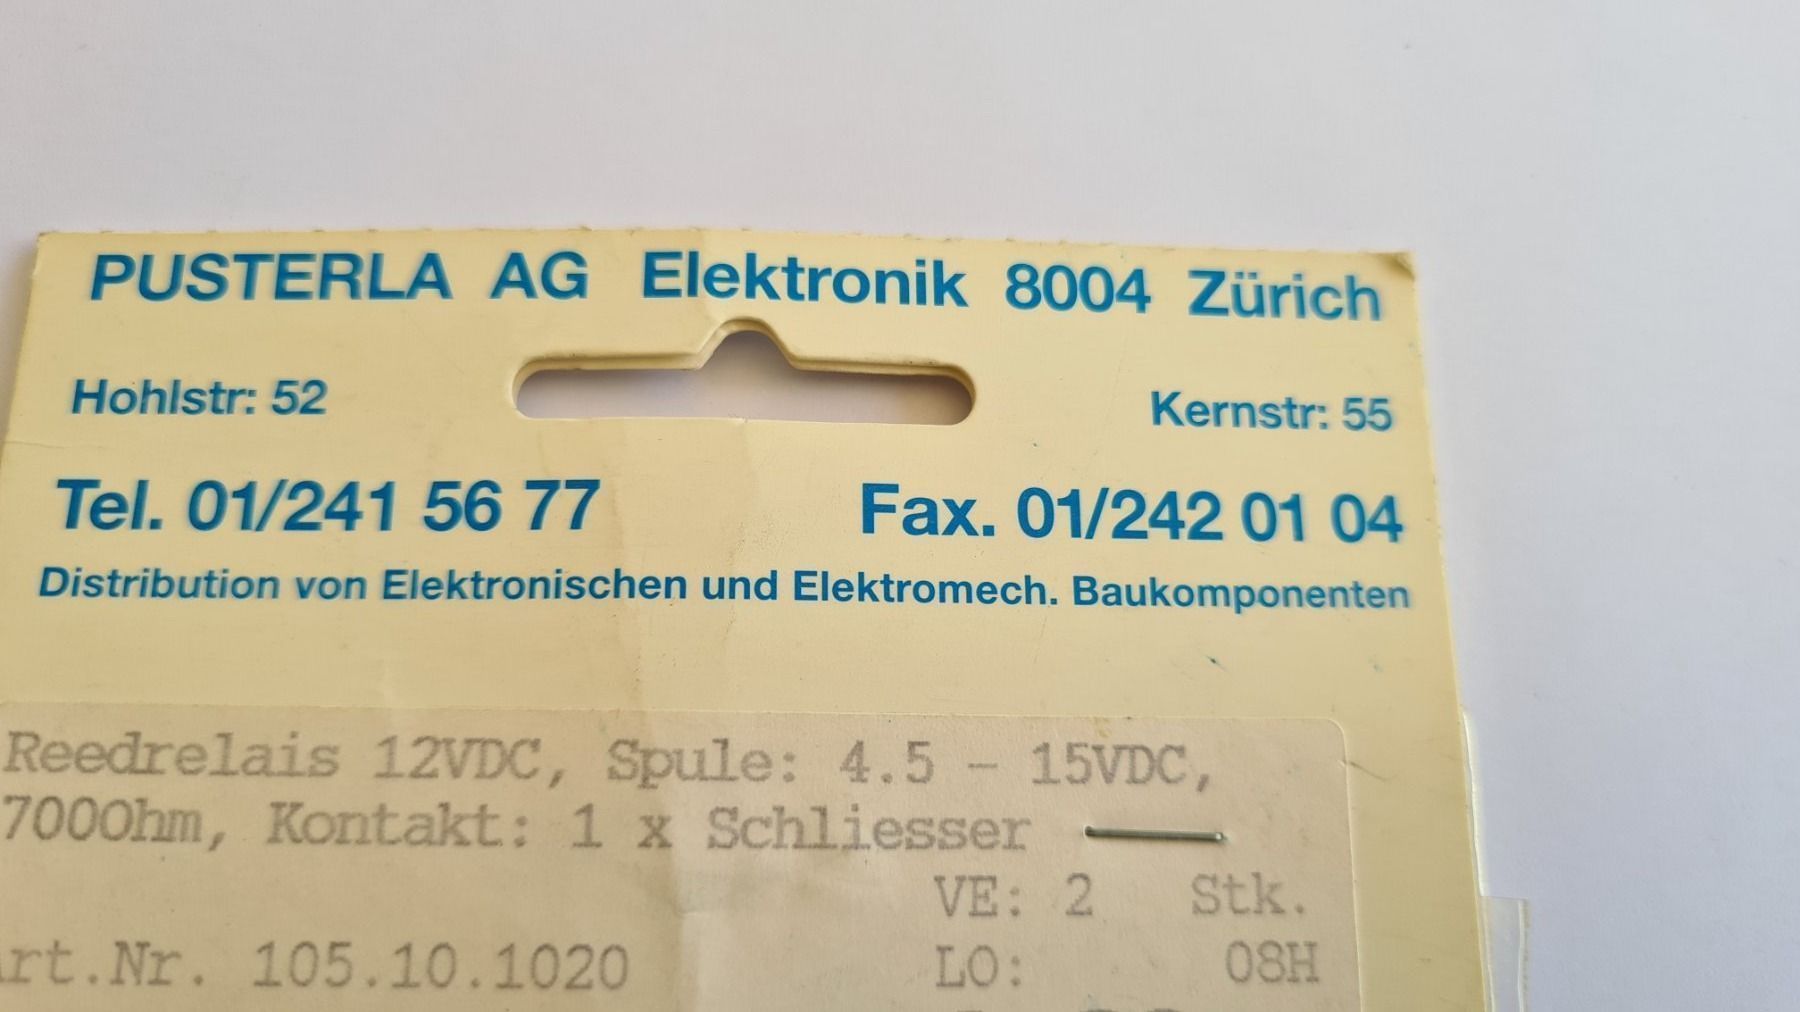 PUSTERLA AG Elektronik 8004 Zürich
Hohlstr: 52 Kernstr: 55
Tel. 01/241 56 77 Fax. 01/242 01 04
Distribution von Elektronischen und Elektromech. Baukomponenten
Reedrelais 12VDC, Spule: 4.5 - 15VDC,
700Ohm, Kontakt: 1 x Schliesser
VE: 2 Stk.
rt.Nr. 105.10.1020 LO: 08H